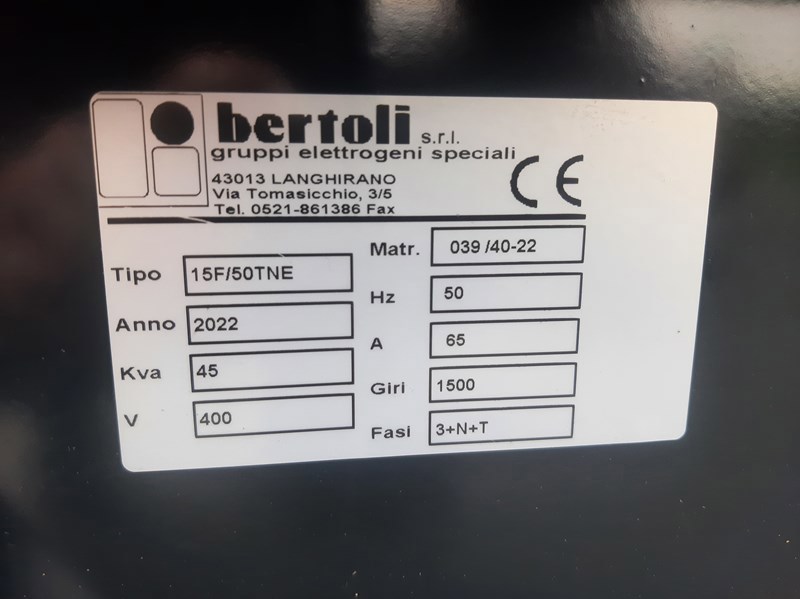 bertoli s.r.l.
gruppi elettrogeni speciali
43013 LANGHIRANO
Via Tomasicchio, 3/5
Tel. 0521-861386 Fax
CE
Tipo 15F/50TNE
Anno 2022
Kva 45
V 400
Matr. 039 /40-22
Hz 50
A 65
Giri 1500
Fasi 3+N+T